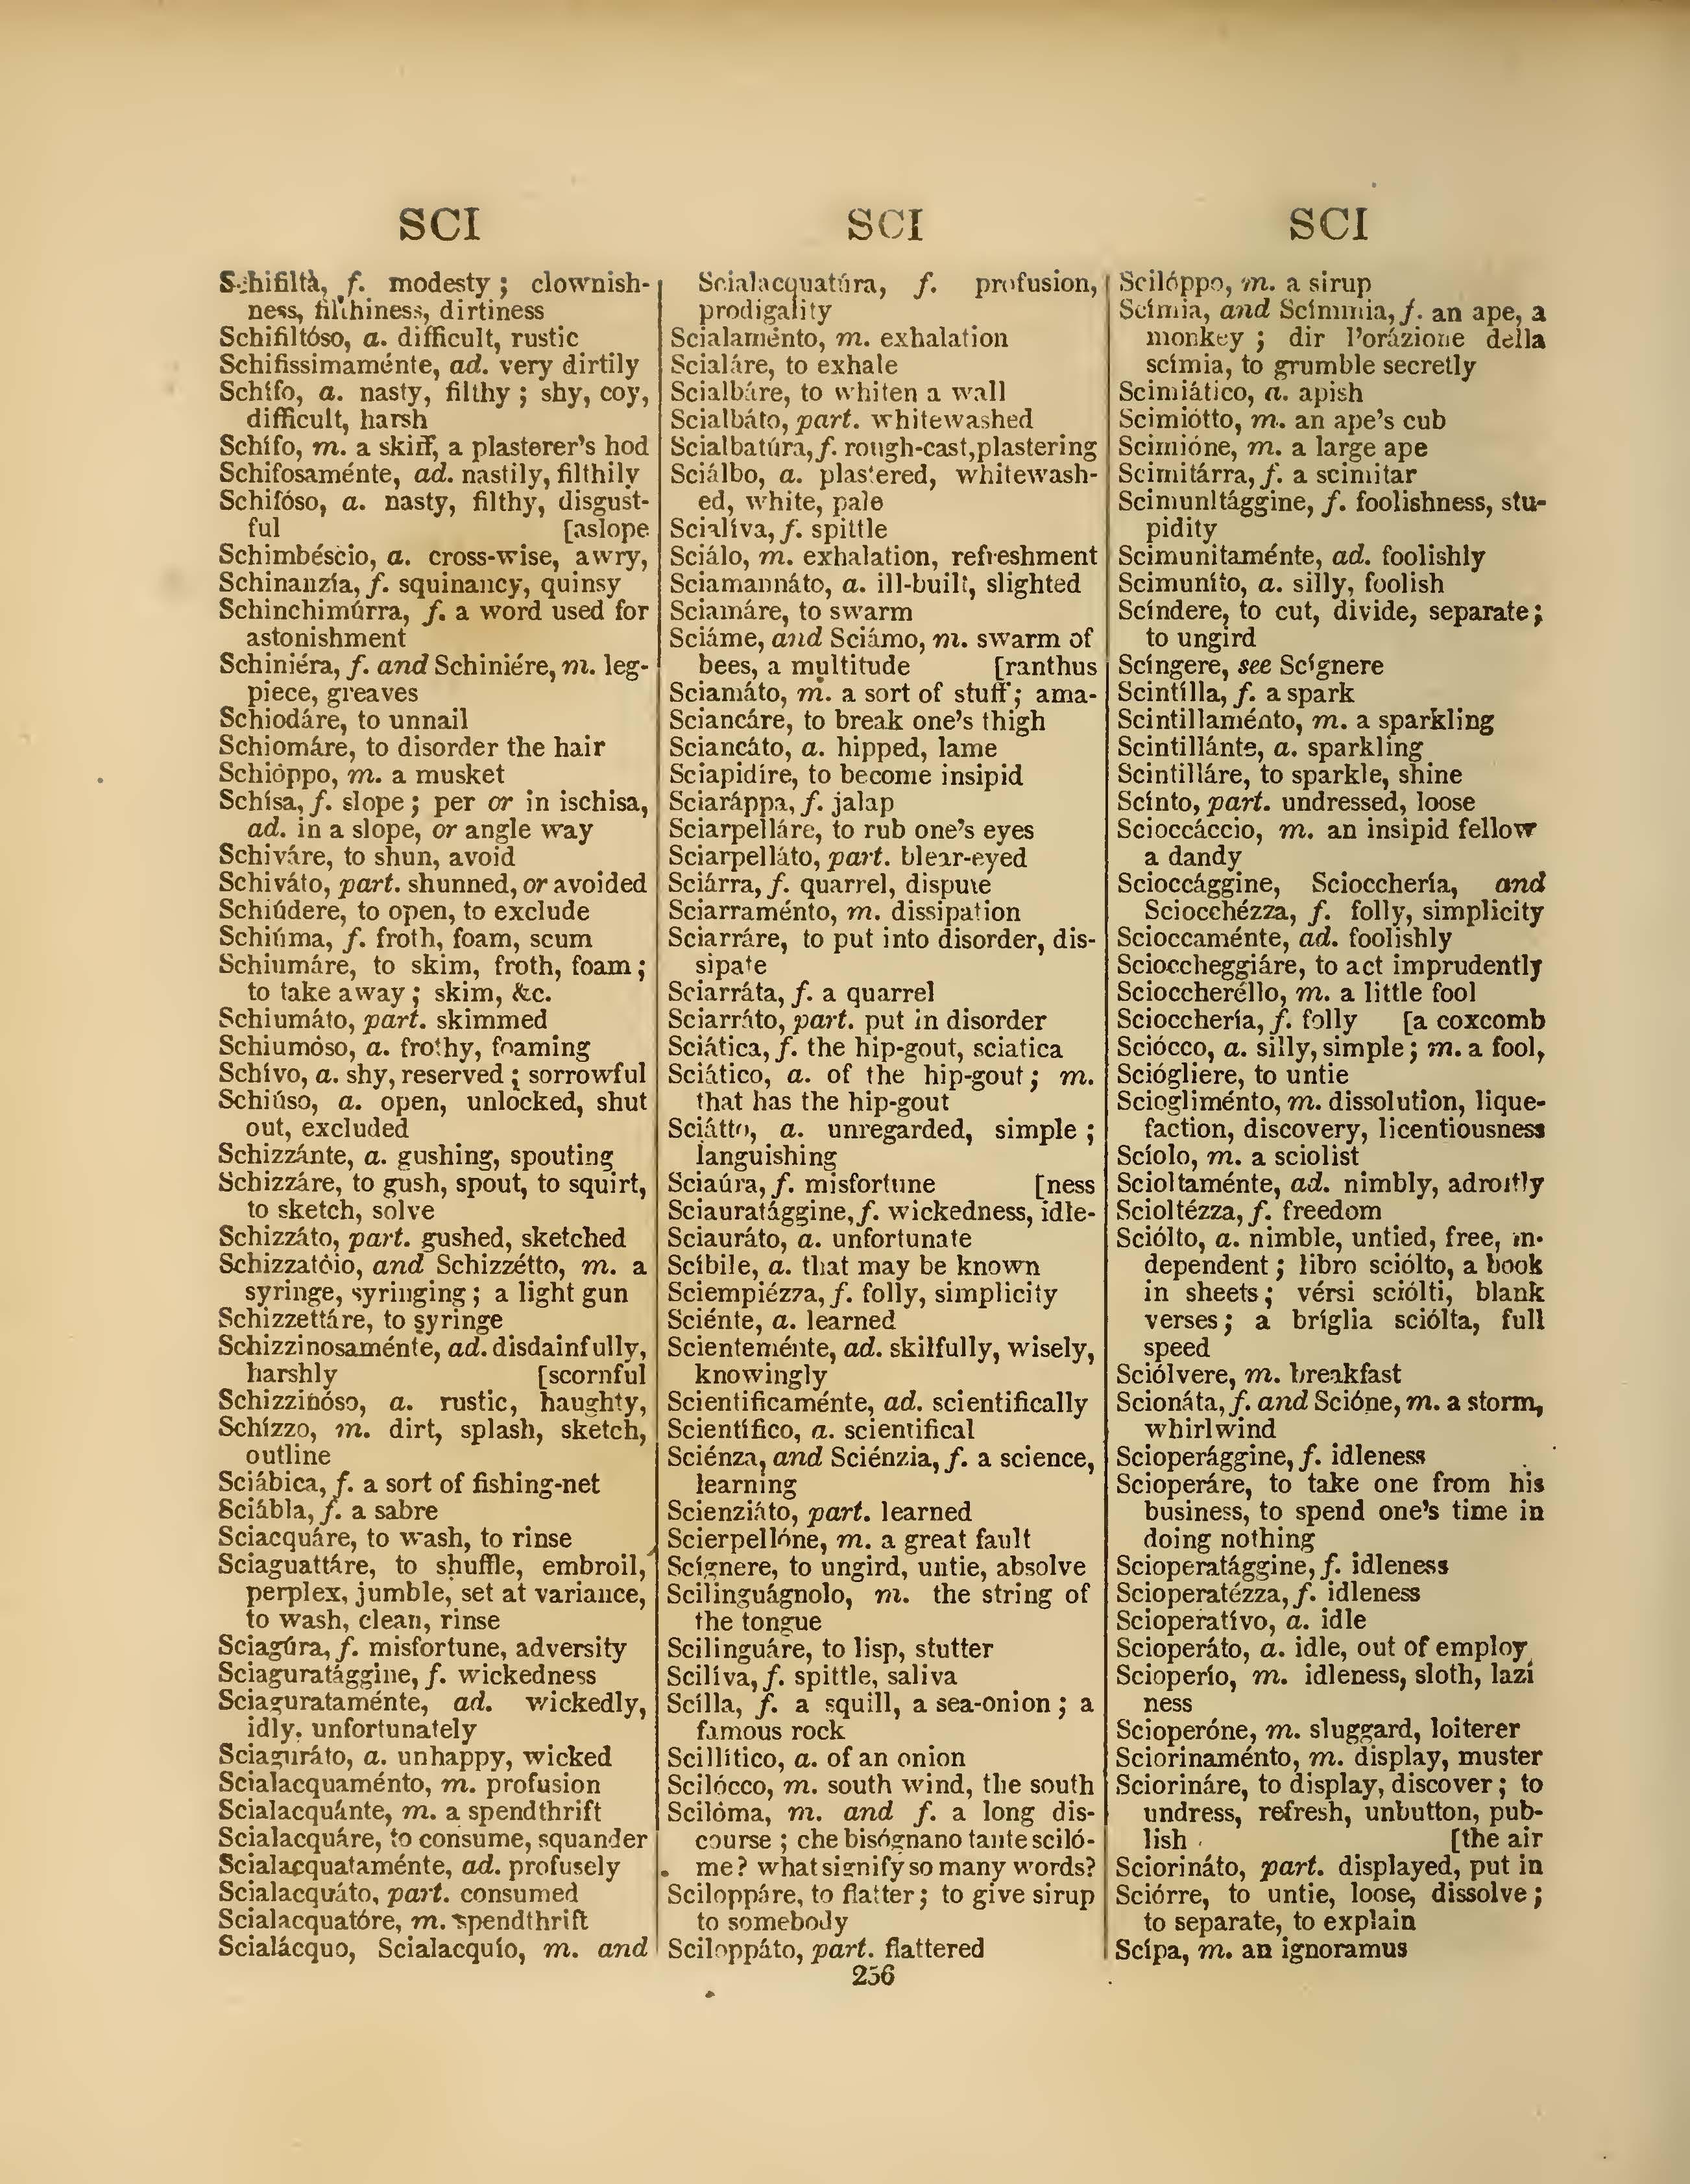 SCI
Schifiltà, f. modesty ; clownish-
ness, filthiness, dirtiness
Schifiltóso, a. difficult, rustic
Schifissimaménte, ad. very dirtily
Schífo, a. nasty, filthy ; shy, coy,
difficult, harsh
Schífo, m. a skiff, a plasterer's hod
Schifosaménte, ad. nastily, filthily
Schifóso, a. nasty, filthy, disgust-
ful [aslope
Schimbéscio, a. cross-wise, awry,
Schinanzía, f. squinancy, quinsy
Schinchimúrra, f. a word used for
astonishment
Schiniéra, f. and Schiniére, m. leg-
piece, greaves
Schiodáre, to unnail
Schiomáre, to disorder the hair
Schióppo, m. a musket
Schísa, f. slope ; per or in ischisa,
ad. in a slope, or angle way
Schiváre, to shun, avoid
Schiváto, part. shunned, or avoided
Schiúdere, to open, to exclude
Schiúma, f. froth, foam, scum
Schiumáre, to skim, froth, foam ;
to take away ; skim, &c.
Schiumáto, part. skimmed
Schiumóso, a. frothy, foaming
Schívo, a. shy, reserved ; sorrowful
Schiúso, a. open, unlocked, shut
out, excluded
Schizzánte, a. gushing, spouting
Schizzáre, to gush, spout, to squirt,
to sketch, solve
Schizzáto, part. gushed, sketched
Schizzatóio, and Schizzétto, m. a
syringe, syringing ; a light gun
Schizzettáre, to syringe
Schizzinosaménte, ad. disdainfully,
harshly [scornful
Schizzinóso, a. rustic, haughty,
Schízzo, m. dirt, splash, sketch,
outline
Sciábica, f. a sort of fishing-net
Sciábla, f. a sabre
Sciacquáre, to wash, to rinse
Sciaguattáre, to shuffle, embroil,
perplex, jumble, set at variance,
to wash, clean, rinse
Sciagúra, f. misfortune, adversity
Sciaguratággine, f. wickedness
Sciagurataménte, ad. wickedly,
idly, unfortunately
Sciaguráto, a. unhappy, wicked
Scialacquaménto, m. profusion
Scialacquánte, m. a spendthrift
Scialacquáre, to consume, squander
Scialacquataménte, ad. profusely
Scialacquáto, part. consumed
Scialacquatóre, m. spendthrift
Scialácquo, Scialacquío, m. and
SCI
Scialacquatúra, f. profusion,
prodigality
Scialaménto, m. exhalation
Scialáre, to exhale
Scialbáre, to whiten a wall
Scialbáto, part. whitewashed
Scialbatúra, f. rough-cast, plastering
Sciálbo, a. plastered, whitewash-
ed, white, pale
Scialíva, f. spittle
Sciálo, m. exhalation, refreshment
Sciamannáto, a. ill-built, slighted
Sciamáre, to swarm
Sciáme, and Sciámo, m. swarm of
bees, a multitude [ranthus
Sciamáto, m. a sort of stuff ; ama-
Sciancáre, to break one's thigh
Sciancáto, a. hipped, lame
Sciapidíre, to become insipid
Sciaráppa, f. jalap
Sciarpelláre, to rub one's eyes
Sciarpelláto, part. blear-eyed
Sciárra, f. quarrel, dispute
Sciarraménto, m. dissipation
Sciarráre, to put into disorder, dis-
sipate
Sciarráta, f. a quarrel
Sciarráto, part. put in disorder
Sciática, f. the hip-gout, sciatica
Sciático, a. of the hip-gout ; m.
that has the hip-gout
Sciátto, a. unregarded, simple ;
languishing
Sciaúra, f. misfortune [ness
Sciauratággine, f. wickedness, idle-
Sciauráto, a. unfortunate
Scíbile, a. that may be known
Sciempiézza, f. folly, simplicity
Sciénte, a. learned
Scienteménte, ad. skilfully, wisely,
knowingly
Scientificaménte, ad. scientifically
Scientífico, a. scientifical
Sciénza, and Sciénzia, f. a science,
learning
Scienziáto, part. learned
Scierpellóne, m. a great fault
Scígnere, to ungird, untie, absolve
Scilinguágnolo, m. the string of
the tongue
Scilinguáre, to lisp, stutter
Scilíva, f. spittle, saliva
Scílla, f. a squill, a sea-onion ; a
famous rock
Scillítico, a. of an onion
Scilócco, m. south wind, the south
Scilóma, m. and f. a long dis-
course ; che bisógnano tante sciló-
me? what signify so many words?
Sciloppáre, to flatter ; to give sirup
to somebody
Sciloppáto, part. flattered
SCI
Scilóppo, m. a sirup
Scímia, and Scímmia, f. an ape, a
monkey ; dir l'orázione della
scímia, to grumble secretly
Scimiático, a. apish
Scimiótto, m. an ape's cub
Scimióne, m. a large ape
Scimitárra, f. a scimitar
Scimunltággine, f. foolishness, stu-
pidity
Scimunitaménte, ad. foolishly
Scimuníto, a. silly, foolish
Scíndere, to cut, divide, separate ;
to ungird
Scíngere, see Scígnere
Scintílla, f. a spark
Scintillaménto, m. a sparkling
Scintillánte, a. sparkling
Scintilláre, to sparkle, shine
Scínto, part. undressed, loose
Scioccáccio, m. an insipid fellow
a dandy
Scioccággine, Sciocchería, and
Sciocchézza, f. folly, simplicity
Scioccaménte, ad. foolishly
Scioccheggiáre, to act imprudently
Scioccheréllo, m. a little fool
Sciocchería, f. folly [a coxcomb
Sciócco, a. silly, simple ; m. a fool,
Sciógliere, to untie
Scioglimento, m. dissolution, lique-
faction, discovery, licentiousness
Scíolo, m. a sciolist
Scioltaménte, ad. nimbly, adroitly
Scioltézza, f. freedom
Sciólto, a. nimble, untied, free, in-
dependent ; libro sciólti, a book
in sheets ; vérsi sciólti, blank
verses ; a bríglia sciólta, full
speed
Sciólvere, m. breakfast
Scionáta, f. and Scióne, m. a storm,
whirlwind
Scioperággine, f. idleness
Scioperáre, to take one from his
business, to spend one's time in
doing nothing
Scioperatággine, f. idleness
Scioperatézza, f. idleness
Scioperatívo, a. idle
Scioperáto, a. idle, out of employ
Scioperío, m. idleness, sloth, lazi
ness
Scioperóne, m. sluggard, loiterer
Sciorinaménto, m. display, muster
Sciorináre, to display, discover ; to
undress, refresh, unbutton, pub-
lish [the air
Sciorináto, part. displayed, put in
Sciórre, to untie, loose, dissolve ;
to separate, to explain
Scípa, m. an ignoramus
256